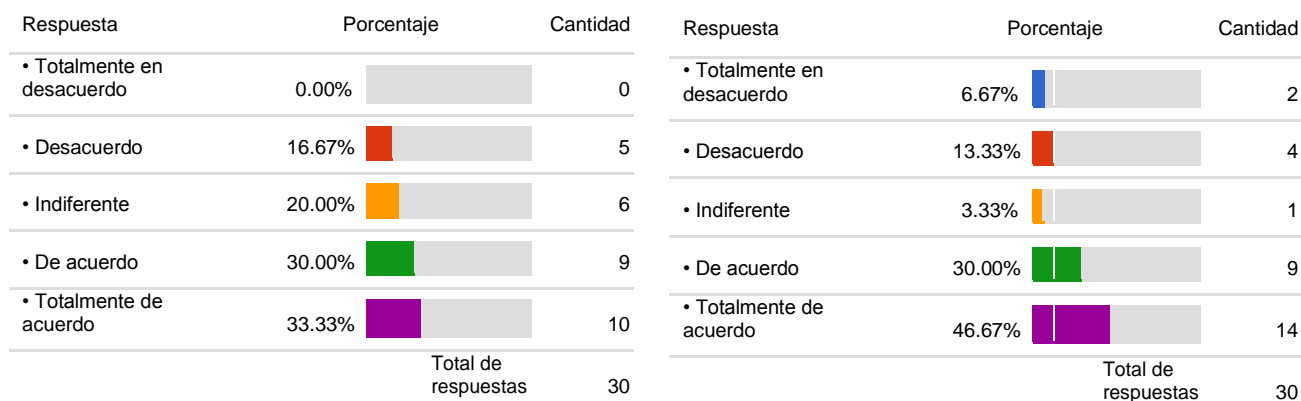 Respuesta Porcentaje Cantidad
• Totalmente en
desacuerdo 0.00% 0
• Desacuerdo 16.67% 5
• Indiferente 20.00% 6
• De acuerdo 30.00% 9
• Totalmente de
acuerdo 33.33% 10
Total de
respuestas 30
Respuesta Porcentaje Cantidad
• Totalmente en
desacuerdo 6.67% 2
• Desacuerdo 13.33% 4
• Indiferente 3.33% 1
• De acuerdo 30.00% 9
• Totalmente de
acuerdo 46.67% 14
Total de
respuestas 30